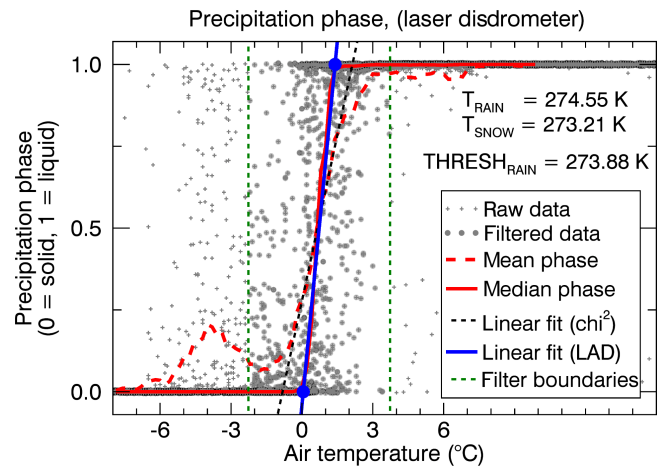 Precipitation phase, (laser disdrometer)
Precipitation phase
(0 = solid, 1 = liquid)
1.0
0.5
0.0
T_RAIN = 274.55 K
T_SNOW = 273.21 K
THRESH_RAIN = 273.88 K
Raw data
Filtered data
Mean phase
Median phase
Linear fit (chi²)
Linear fit (LAD)
Filter boundaries
-6 -3 0 3 6
Air temperature (°C)